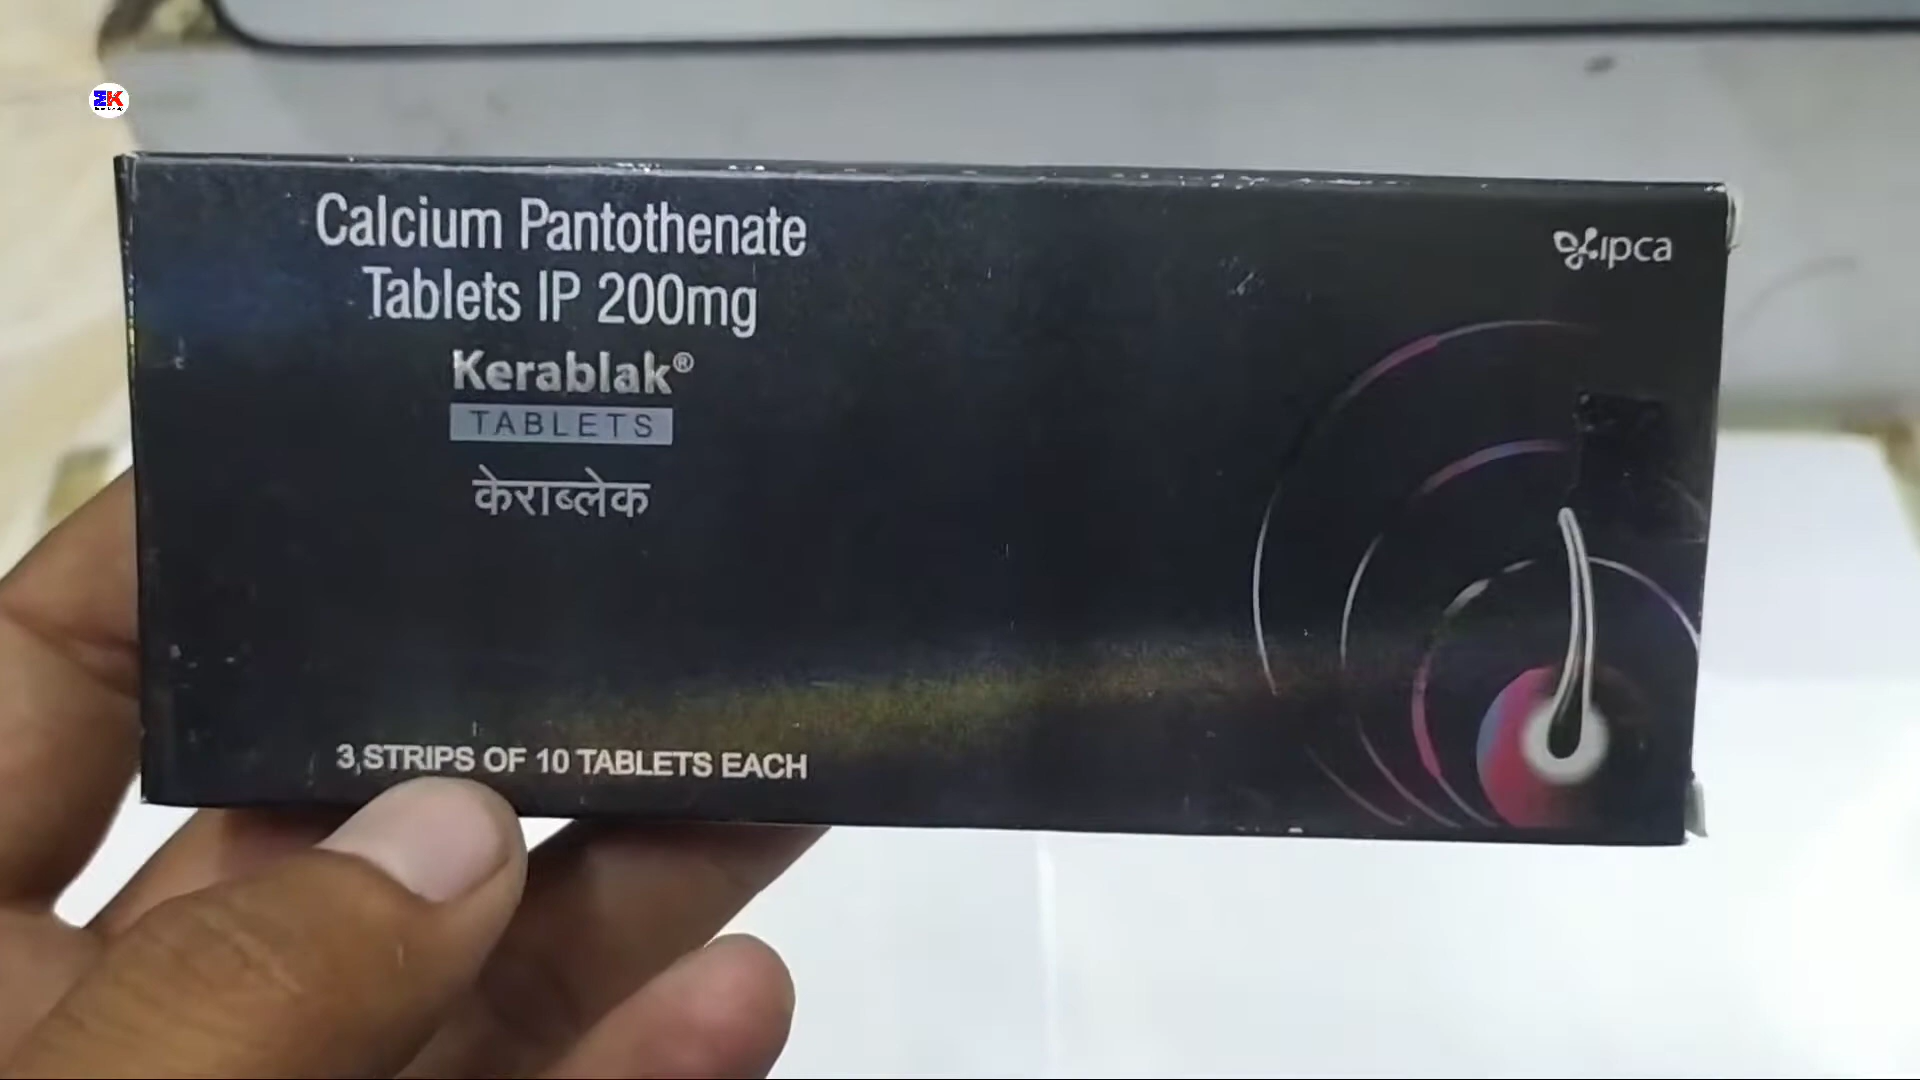 Calcium Pantothenate
Tablets IP 200mg
Kerablak®
TABLETS
केराब्लेक
3 STRIPS OF 10 TABLETS EACH
ipca